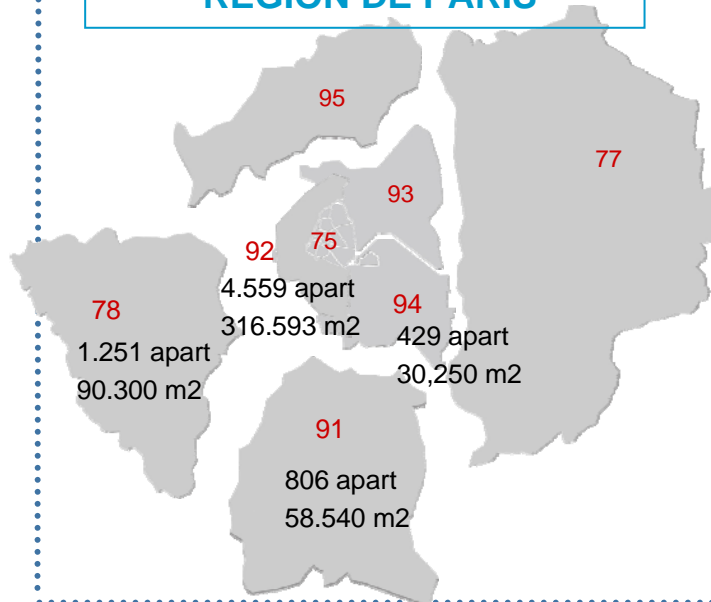 REGION DE PARIS
95
77
93
92
75
4.559 apart
316.593 m2
78
1.251 apart
90.300 m2
94
429 apart
30,250 m2
91
806 apart
58.540 m2